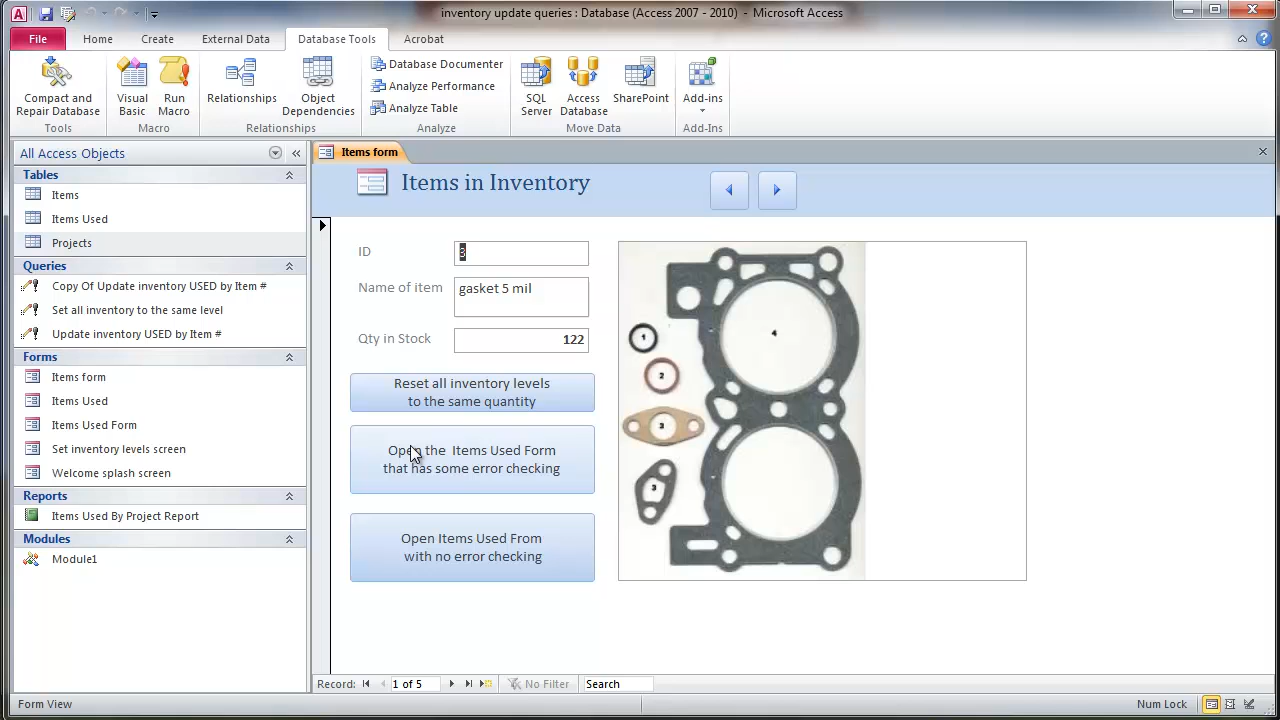 inventory update queries : Database (Access 2007 - 2010) - Microsoft Access
File Home Create External Data Database Tools Acrobat
Compact and
Repair Database
Visual
Basic
Run
Macro
Relationships
Object
Dependencies
Database Documenter
Analyze Performance
Analyze Table
SQL
Server
Access
Database
SharePoint
Add-ins
Tools Macro Relationships Analyze Move Data Add-Ins
All Access Objects
Tables
Items
Items Used
Projects
Queries
Copy Of Update inventory USED by Item #
Set all inventory to the same level
Update inventory USED by Item #
Forms
Items form
Items Used
Items Used Form
Set inventory levels screen
Welcome splash screen
Reports
Items Used By Project Report
Modules
Module1
Items form
Items in Inventory
ID 3
Name of item gasket 5 mil
Qty in Stock 122
Reset all inventory levels
to the same quantity
Open the Items Used Form
that has some error checking
Open Items Used From
with no error checking
1
2
3
3
4
Record: 1 of 5 No Filter Search
Form View Num Lock